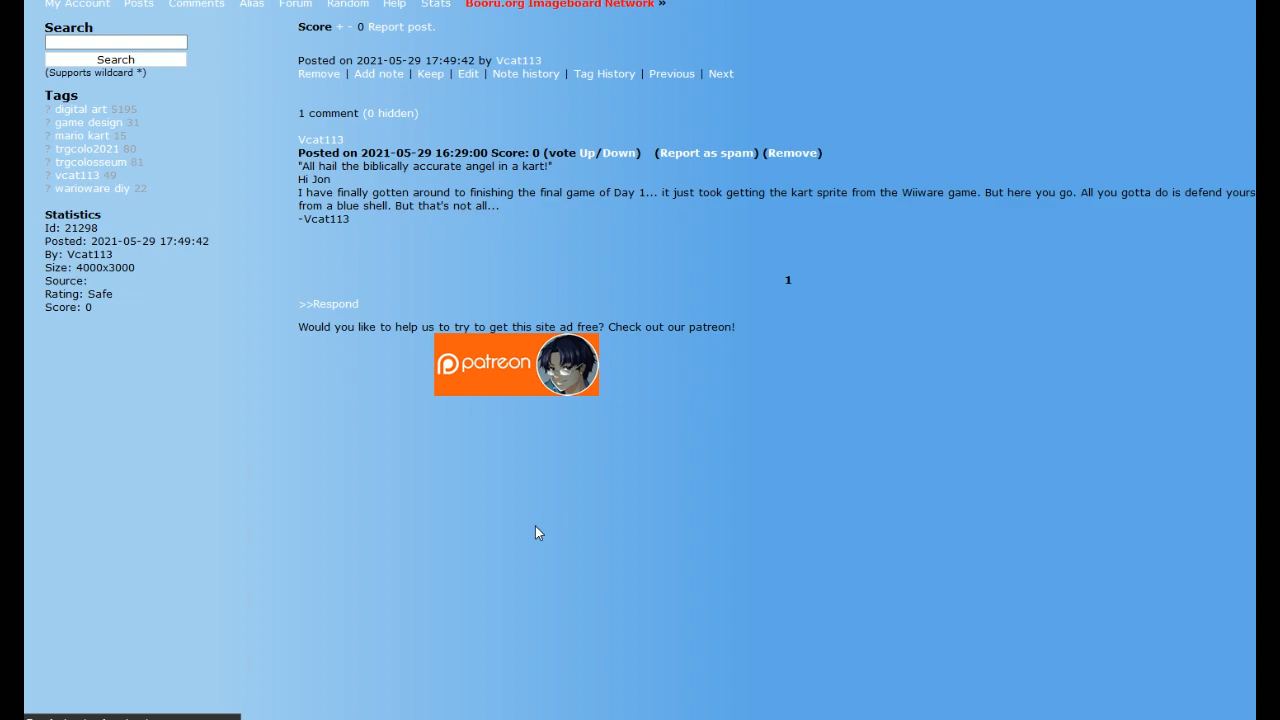 My Account Posts Comments Alias Forum Random Help Stats Booru.org Imageboard Network »
Search
Search
(Supports wildcard *)
Tags
? digital art 5195
? game design 31
? mario kart 15
? trgcolo2021 80
? trgcolosseum 81
? vcat113 49
? warioware diy 22
Statistics
Id: 21298
Posted: 2021-05-29 17:49:42
By: Vcat113
Size: 4000x3000
Source:
Rating: Safe
Score: 0
Score + - 0 Report post.
Posted on 2021-05-29 17:49:42 by Vcat113
Remove | Add note | Keep | Edit | Note history | Tag History | Previous | Next
1 comment (0 hidden)
Vcat113
Posted on 2021-05-29 16:29:00 Score: 0 (vote Up/Down) (Report as spam) (Remove)
"All hail the biblically accurate angel in a kart!"
Hi Jon
I have finally gotten around to finishing the final game of Day 1... it just took getting the kart sprite from the Wiiware game. But here you go. All you gotta do is defend yours
from a blue shell. But that's not all...
-Vcat113
1
>>Respond
Would you like to help us to try to get this site ad free? Check out our patreon!
patreon